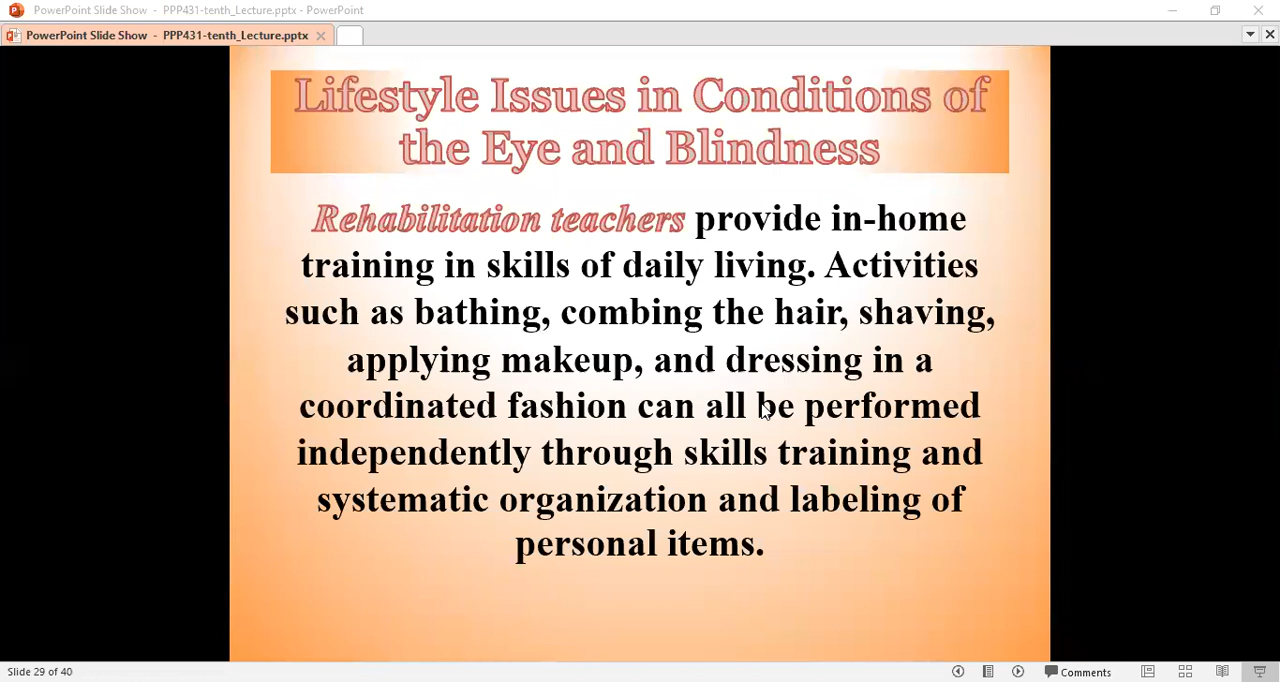 PowerPoint Slide Show - PPP431-tenth_Lecture.pptx - PowerPoint
PowerPoint Slide Show - PPP431-tenth_Lecture.pptx
Lifestyle Issues in Conditions of
the Eye and Blindness
Rehabilitation teachers provide in-home
training in skills of daily living. Activities
such as bathing, combing the hair, shaving,
applying makeup, and dressing in a
coordinated fashion can all be performed
independently through skills training and
systematic organization and labeling of
personal items.
Slide 29 of 40
Comments